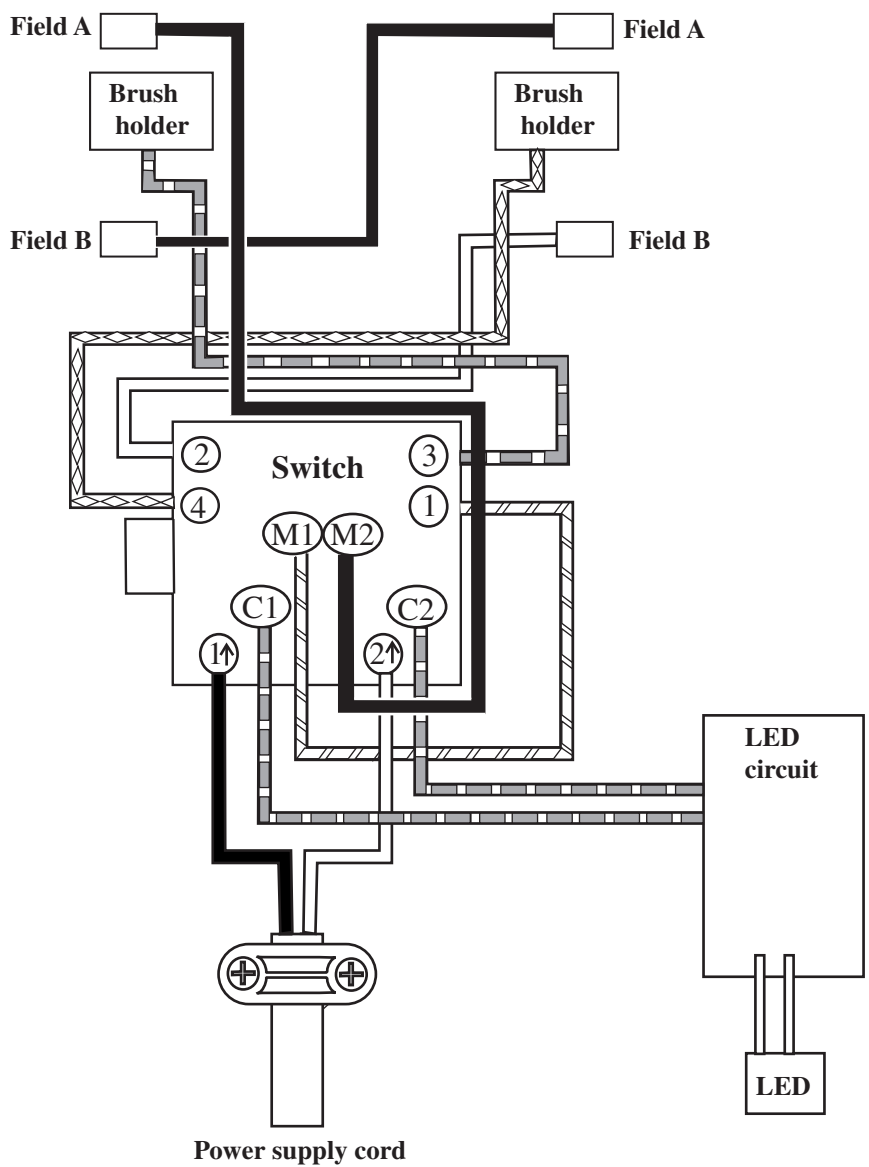 Field A
Field A
Brush
holder
Brush
holder
Field B
Field B
2
Switch
3
4
1
M1
M2
C1
C2
1↑
2↑
LED
circuit
LED
Power supply cord